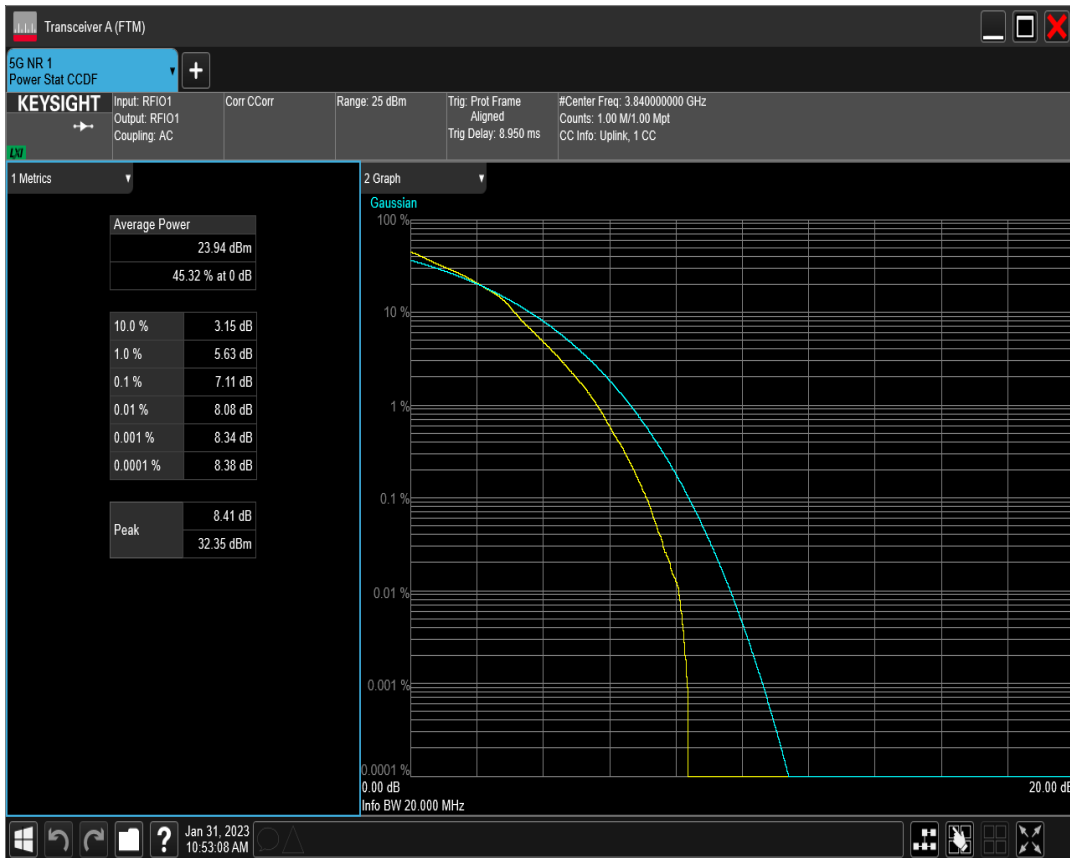 Transceiver A (FTM)
5G NR 1
Power Stat CCDF
KEYSIGHT
LXI
Input: RFIO1
Output: RFIO1
Coupling: AC
Corr CCorr
Range: 25 dBm
Trig: Prot Frame
Aligned
Trig Delay: 8.950 ms
#Center Freq: 3.840000000 GHz
Counts: 1.00 M/1.00 Mpt
CC Info: Uplink, 1 CC
1 Metrics
Average Power
23.94 dBm
45.32 % at 0 dB
10.0 % 3.15 dB
1.0 % 5.63 dB
0.1 % 7.11 dB
0.01 % 8.08 dB
0.001 % 8.34 dB
0.0001 % 8.38 dB
Peak
8.41 dB
32.35 dBm
2 Graph
Gaussian
100 %
10 %
1 %
0.1 %
0.01 %
0.001 %
0.0001 %
0.00 dB 20.00 dB
Info BW 20.000 MHz
?
Jan 31, 2023
10:53:08 AM